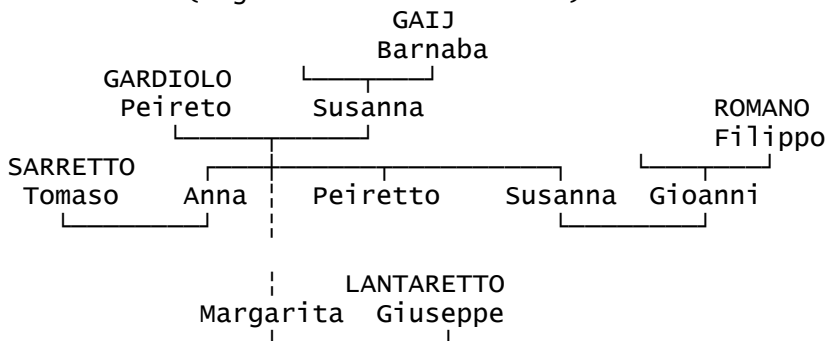 GAIJ
Barnaba
GARDIOLO
Peireto Susanna ROMANO
Filippo
SARRETTO
Tomaso Anna Peiretto Susanna Gioanni
LANTARETTO
Margarita Giuseppe